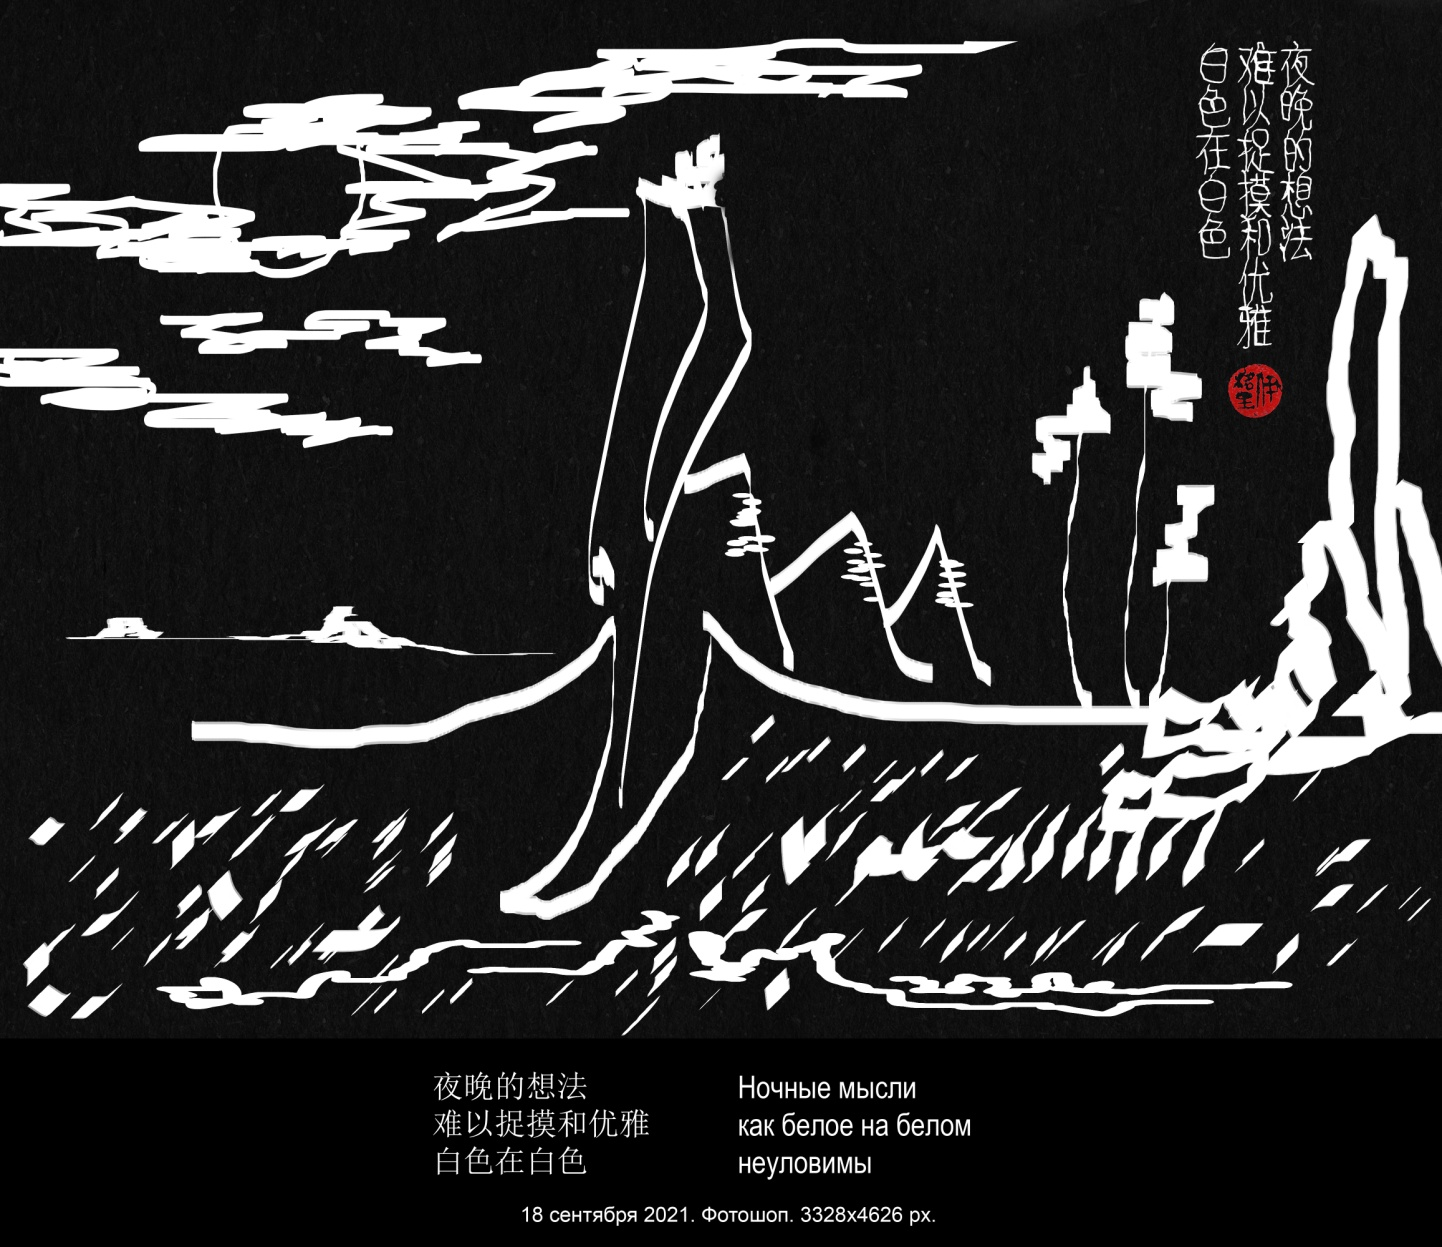 夜晚的想法
难以捉摸和优雅
白色在白色
夜晚的想法
难以捉摸和优雅
白色在白色
Ночные мысли
как белое на белом
неуловимы
18 сентября 2021. Фотошоп. 3328x4626 px.